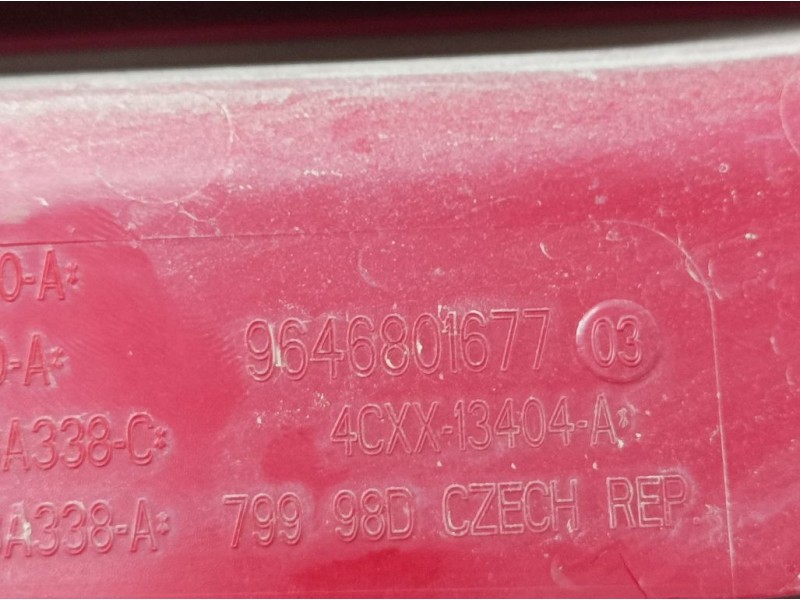 0-A*
9646801677 03
0-A*
4CXX-13404-A*
A338-C*
A338-A* 799 98D CZECH REP